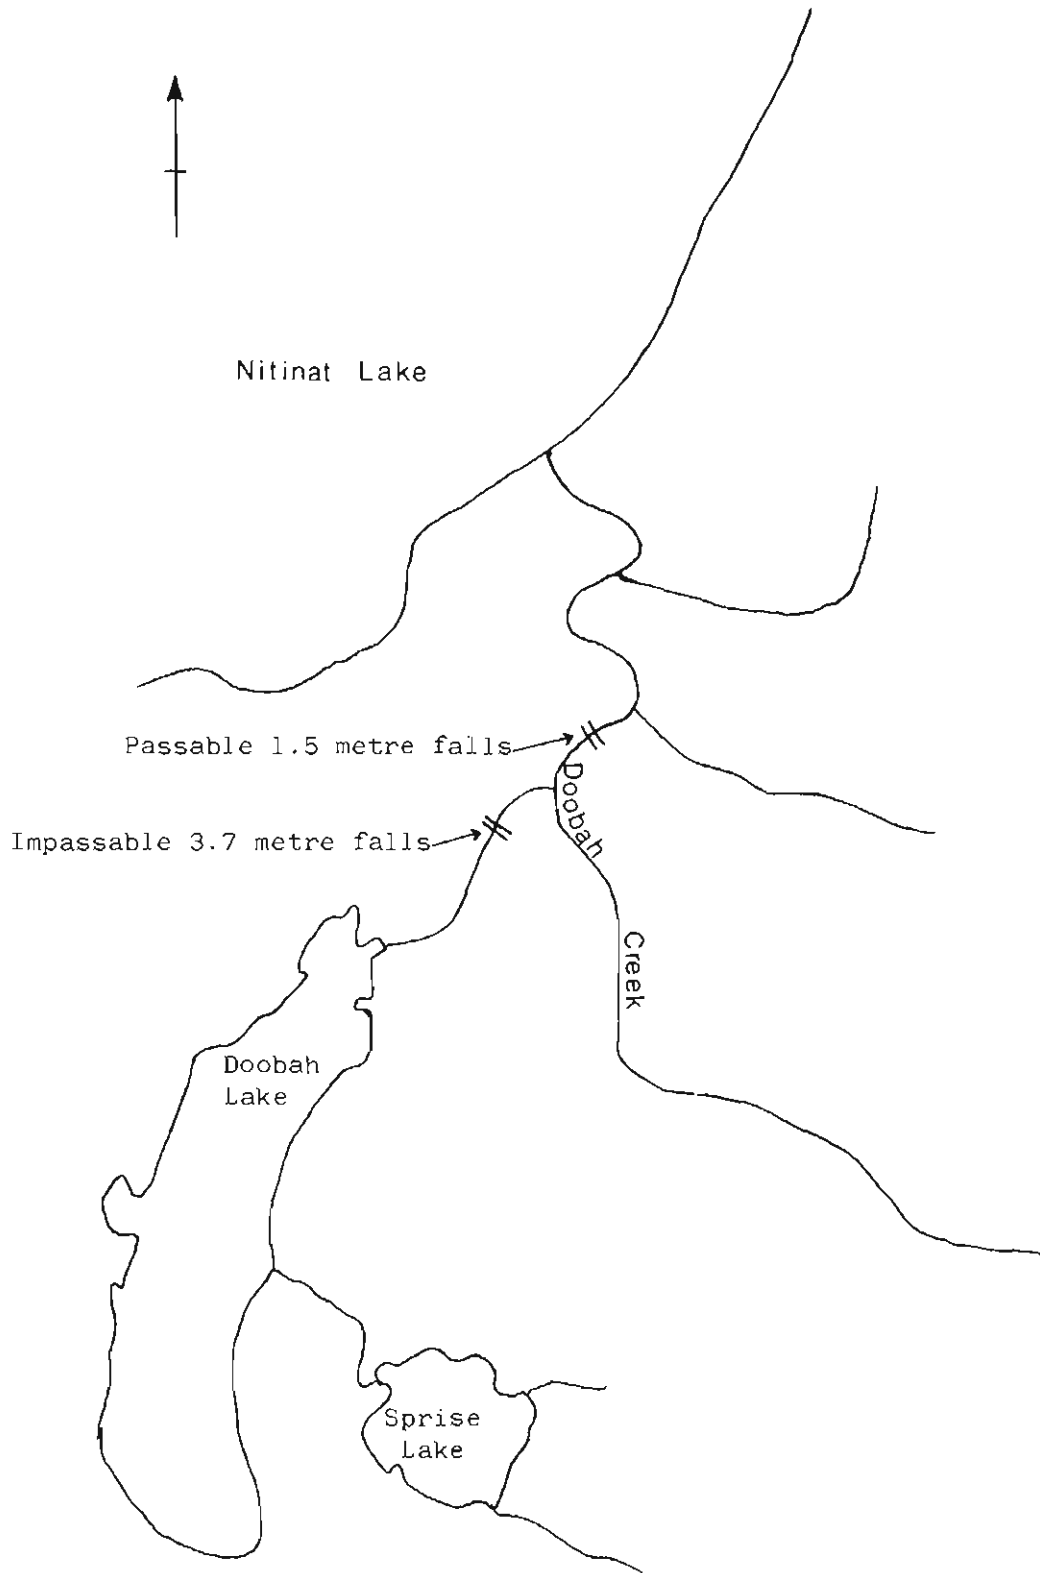 Nitinat Lake
Passable 1.5 metre falls
Doobah
Impassable 3.7 metre falls
Creek
Doobah
Lake
Sprise
Lake